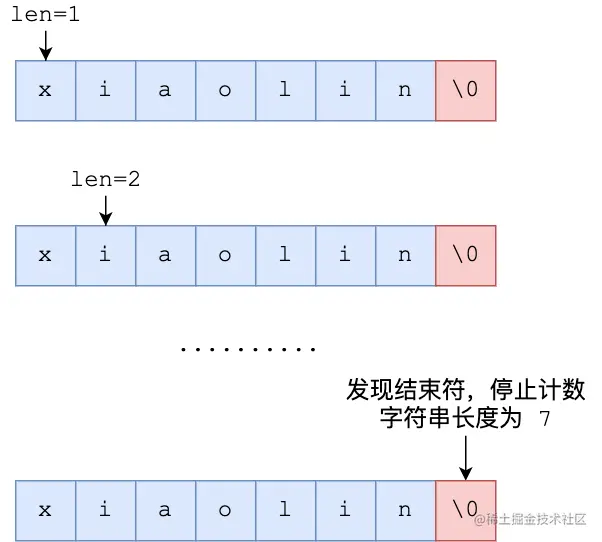 len=1
x i a o l i n \0
len=2
x i a o l i n \0
..........
发现结束符，停止计数
字符串长度为 7
x i a o l i n \0
@稀土掘金技术社区